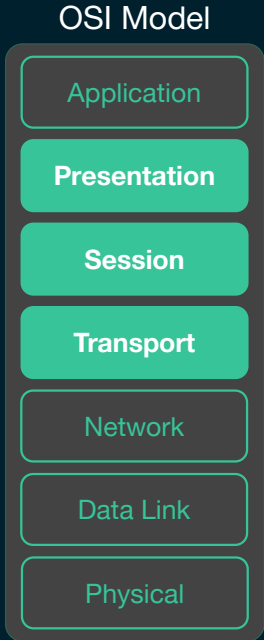 OSI Model
Application
Presentation
Session
Transport
Network
Data Link
Physical